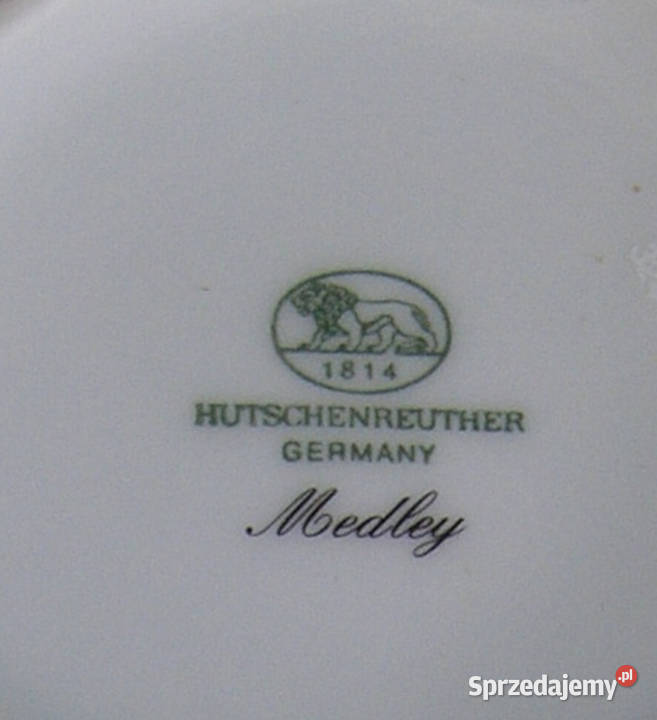 1814
HUTSCHENREUTHER
GERMANY
Medley
Sprzedajemy.pl